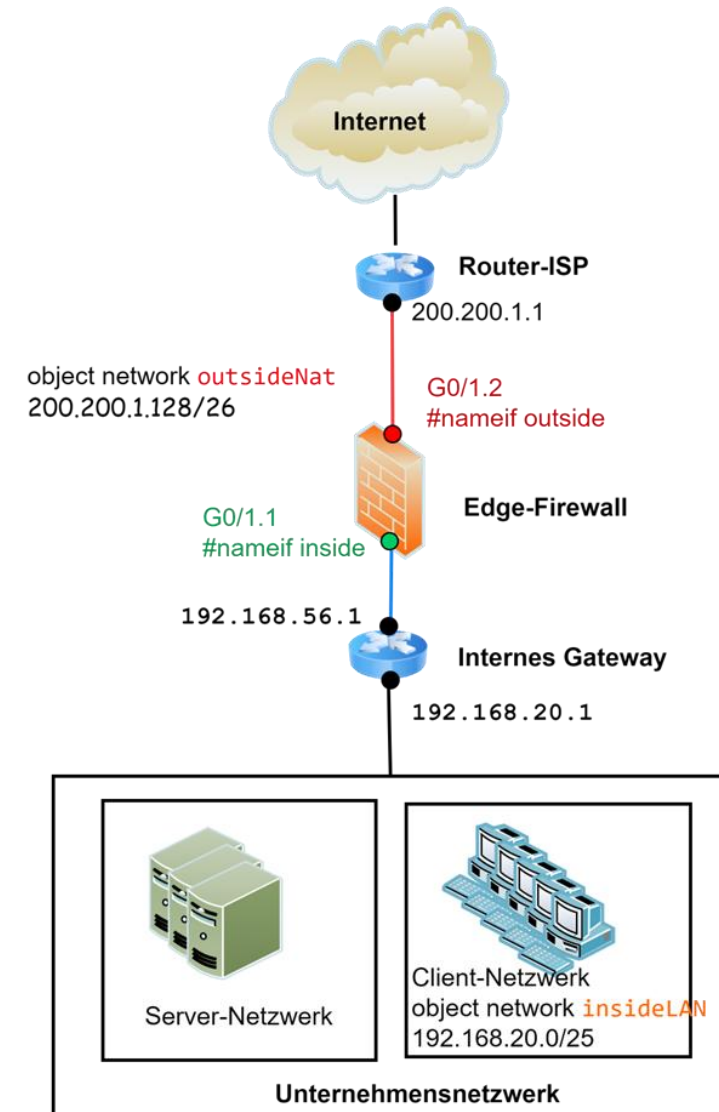 Internet
Router-ISP
200.200.1.1
object network outsideNat
200.200.1.128/26
G0/1.2
#nameif outside
Edge-Firewall
G0/1.1
#nameif inside
192.168.56.1
Internes Gateway
192.168.20.1
Server-Netzwerk
Client-Netzwerk
object network insideLAN
192.168.20.0/25
Unternehmensnetzwerk